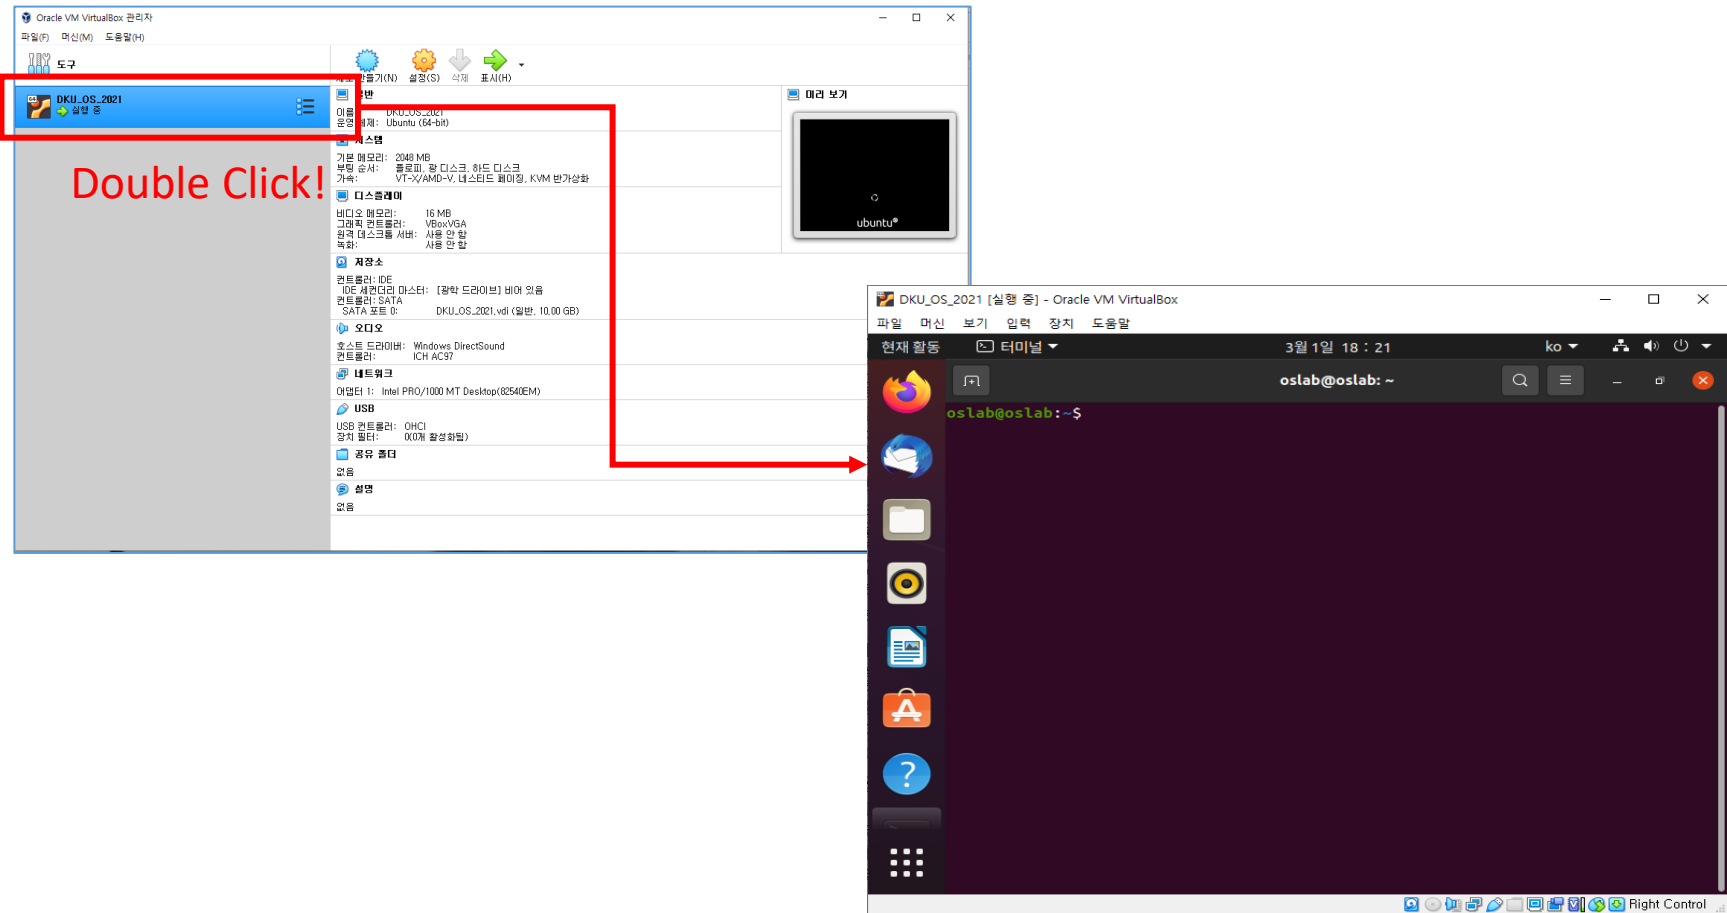 Oracle VM VirtualBox 관리자
파일(F) 머신(M) 도움말(H)
도구
만들기(N) 설정(S) 삭제 표시(H)
DKU_OS_2021
실행 중
Double Click!
이름 DKU_OS_2021
운영 체제: Ubuntu (64-bit)
시스템
기본 메모리: 2048 MB
부팅 순서: 플로피, 광 디스크, 하드 디스크
가속: VT-X/AMD-V, 네스티드 페이징, KVM 반가상화
디스플레이
비디오 메모리: 16 MB
그래픽 컨트롤러: VBoxVGA
원격 데스크톱 서버: 사용 안 함
녹화: 사용 안 함
저장소
컨트롤러: IDE
IDE 세컨더리 마스터: [광학 드라이브] 비어 있음
컨트롤러: SATA
SATA 포트 0: DKU_OS_2021.vdi (일반, 10.00 GB)
오디오
호스트 드라이버: Windows DirectSound
컨트롤러: ICH AC97
네트워크
어댑터 1: Intel PRO/1000 MT Desktop(82540EM)
USB
USB 컨트롤러: OHCI
장치 필터: 0(0개 활성화됨)
공유 폴더
없음
설명
없음
미리 보기
ubuntu®
DKU_OS_2021 [실행 중] - Oracle VM VirtualBox
파일 머신 보기 입력 장치 도움말
현재 활동 터미널 3월 1일 18 : 21 ko
oslab@oslab: ~
oslab@oslab:~$
Right Control